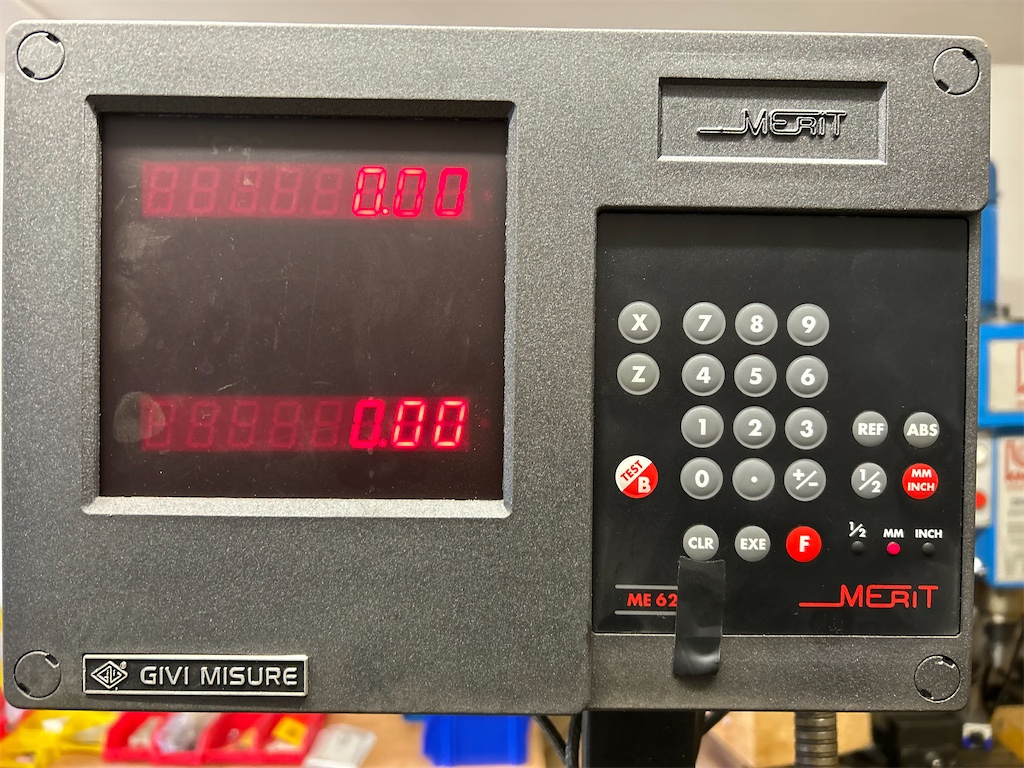 MERiT
0.00
0.00
X 7 8 9
Z 4 5 6
1 2 3 REF ABS
TEST B 0 . +/- 1/2 MM INCH
CLR EXE F
1/2 MM INCH
ME 62
MERiT
GIVI MISURE